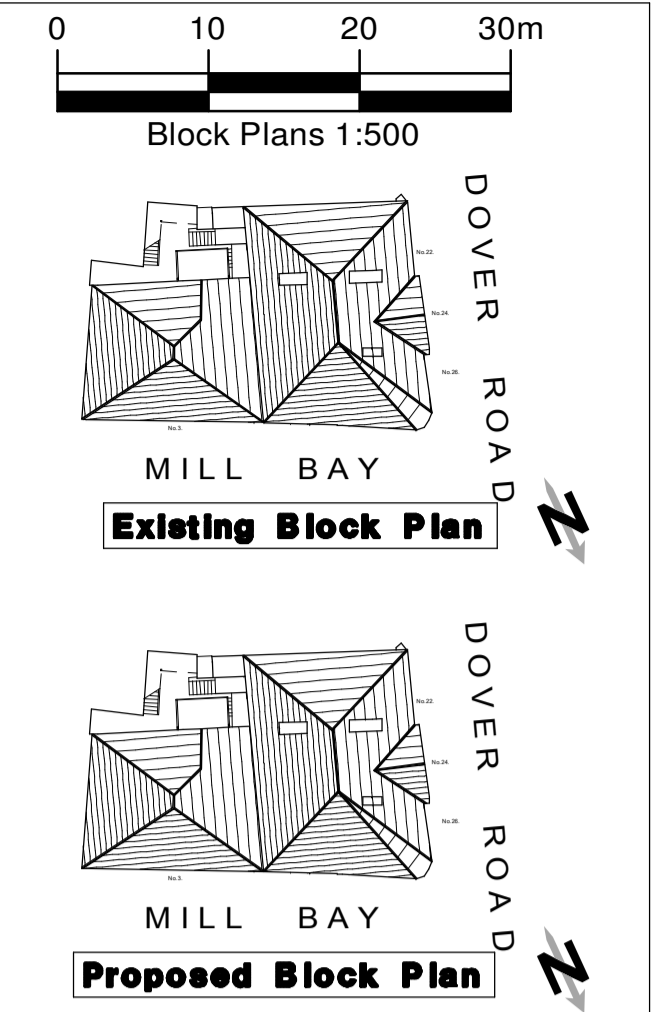 0 10 20 30m
Block Plans 1:500
DOVER ROAD
No.22.
No.24.
No.26.
No.3.
MILL BAY
Existing Block Plan
N
DOVER ROAD
No.22.
No.24.
No.26.
No.3.
MILL BAY
Proposed Block Plan
N